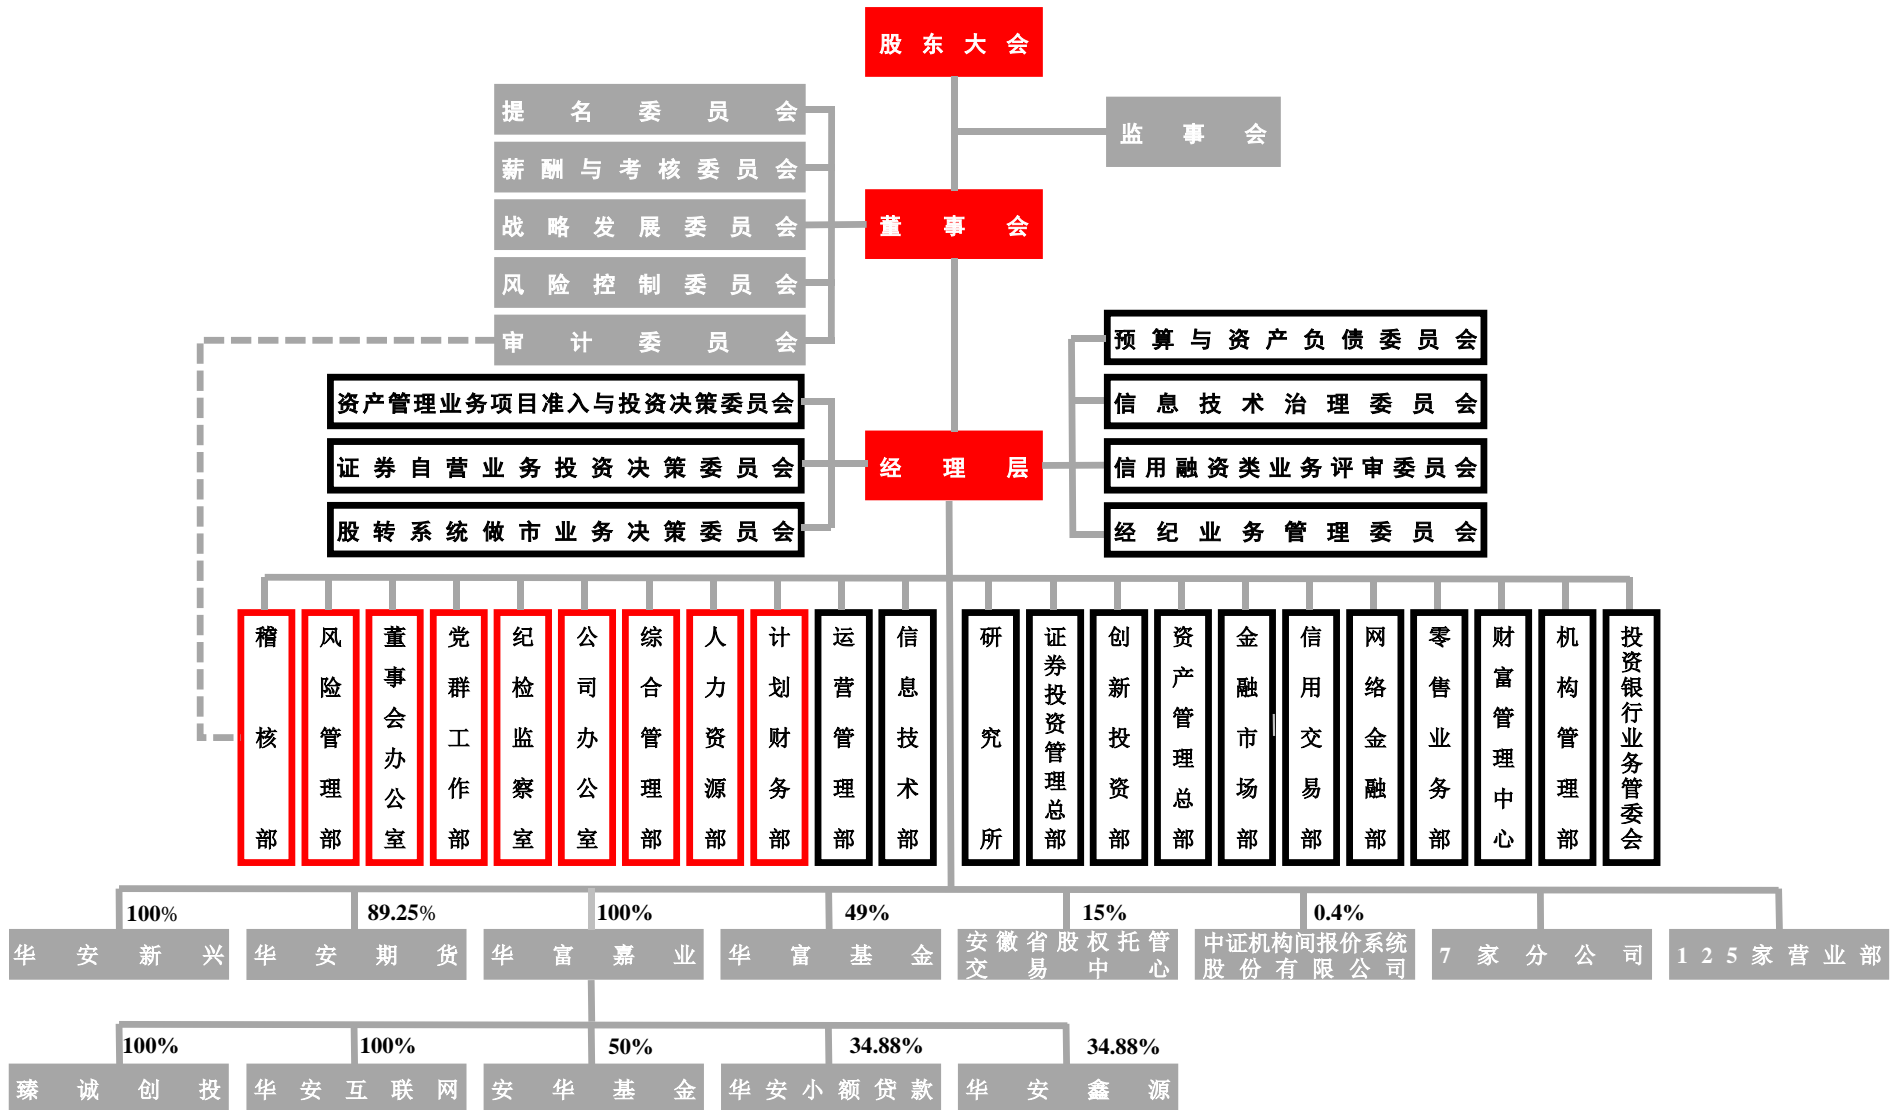 股东大会
监事会
提名委员会
薪酬与考核委员会
战略发展委员会
风险控制委员会
审计委员会
董事会
资产管理业务项目准入与投资决策委员会
证券自营业务投资决策委员会
股转系统做市业务决策委员会
经理层
预算与资产负债委员会
信息技术治理委员会
信用融资类业务评审委员会
经纪业务管理委员会
稽核部
风险管理部
董事会办公室
党群工作部
纪检监察室
公司办公室
综合管理部
人力资源部
计划财务部
运营管理部
信息技术部
研究所
证券投资管理总部
创新投资部
资产管理总部
金融市场部
信用交易部
网络金融部
零售业务部
财富管理中心
机构管理部
投资银行业务管委会
100%
89.25%
100%
49%
15%
0.4%
华安新兴
华安期货
华富嘉业
华富基金
安徽省股权托管
交易中心
中证机构间报价系统
股份有限公司
7家分公司
125家营业部
100%
100%
50%
34.88%
34.88%
臻诚创投
华安互联网
安华基金
华安小额贷款
华安鑫源